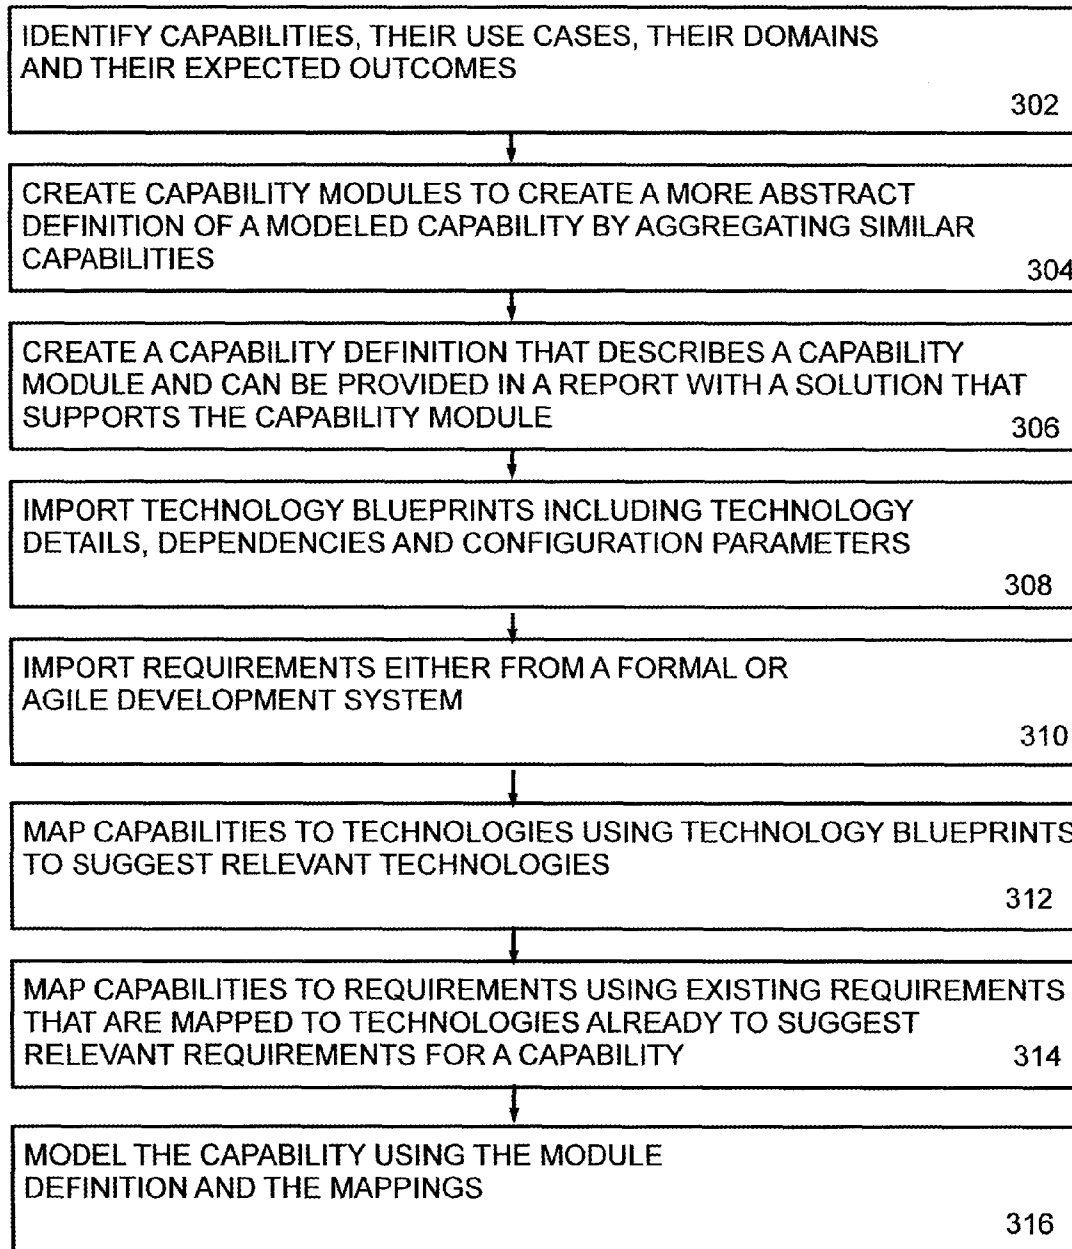 IDENTIFY CAPABILITIES, THEIR USE CASES, THEIR DOMAINS
AND THEIR EXPECTED OUTCOMES
302
CREATE CAPABILITY MODULES TO CREATE A MORE ABSTRACT
DEFINITION OF A MODELED CAPABILITY BY AGGREGATING SIMILAR
CAPABILITIES
304
CREATE A CAPABILITY DEFINITION THAT DESCRIBES A CAPABILITY
MODULE AND CAN BE PROVIDED IN A REPORT WITH A SOLUTION THAT
SUPPORTS THE CAPABILITY MODULE
306
IMPORT TECHNOLOGY BLUEPRINTS INCLUDING TECHNOLOGY
DETAILS, DEPENDENCIES AND CONFIGURATION PARAMETERS
308
IMPORT REQUIREMENTS EITHER FROM A FORMAL OR
AGILE DEVELOPMENT SYSTEM
310
MAP CAPABILITIES TO TECHNOLOGIES USING TECHNOLOGY BLUEPRINTS
TO SUGGEST RELEVANT TECHNOLOGIES
312
MAP CAPABILITIES TO REQUIREMENTS USING EXISTING REQUIREMENTS
THAT ARE MAPPED TO TECHNOLOGIES ALREADY TO SUGGEST
RELEVANT REQUIREMENTS FOR A CAPABILITY
314
MODEL THE CAPABILITY USING THE MODULE
DEFINITION AND THE MAPPINGS
316